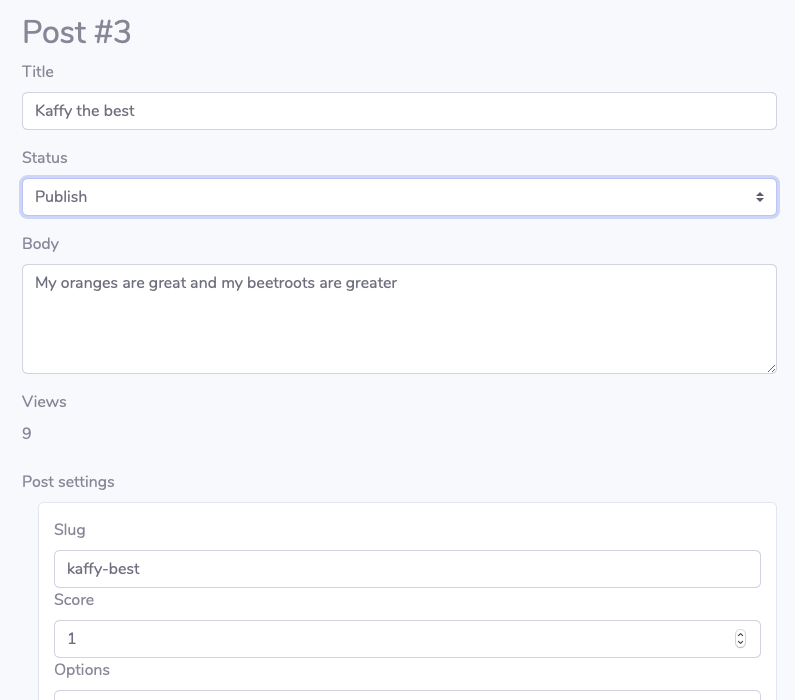 Post #3
Title
Kaffy the best
Status
Publish
Body
My oranges are great and my beetroots are greater
Views
9
Post settings
Slug
kaffy-best
Score
1
Options